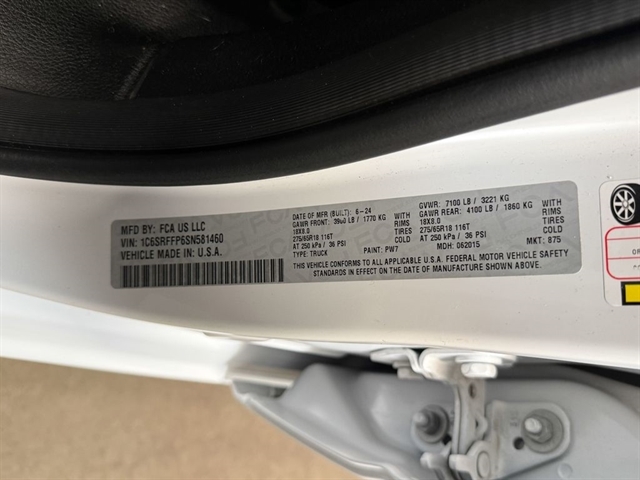 MFD BY: FCA US LLC
VIN: 1C6SRFFP6SN581460
VEHICLE MADE IN: U.S.A.
DATE OF MFR (BUILT): 6-24
GAWR FRONT: 3900 LB / 1770 KG
18X8.0
275/65R18 116T
AT 250 kPa / 36 PSI
TYPE: TRUCK
PAINT: PW7
RIMS
TIRES
COLD
GVWR: 7100 LB / 3221 KG
GAWR REAR: 4100 LB / 1860 KG
18X8.0
275/65R18 116T
AT 250 kPa / 36 PSI
MDH: 062015
RIMS
TIRES
COLD
MKT: 875
THIS VEHICLE CONFORMS TO ALL APPLICABLE U.S.A. FEDERAL MOTOR VEHICLE SAFETY
STANDARDS IN EFFECT ON THE DATE OF MANUFACTURE SHOWN ABOVE.